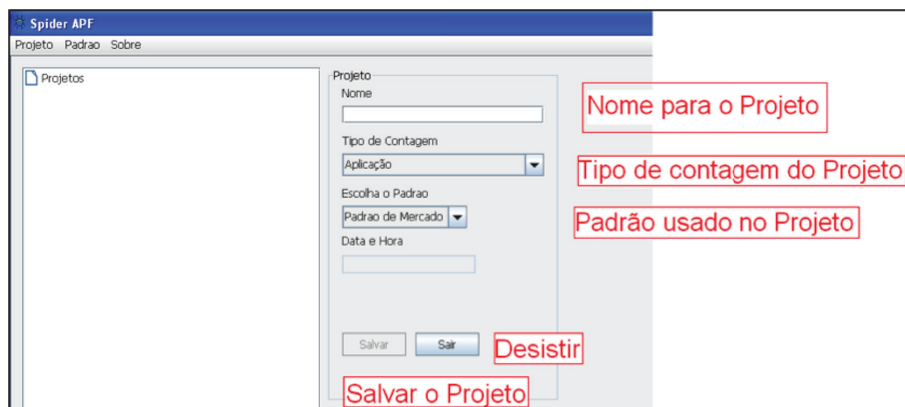 Spider APF
Projeto Padrao Sobre
Projetos
Projeto
Nome
Nome para o Projeto
Tipo de Contagem
Aplicação
Tipo de contagem do Projeto
Escolha o Padrao
Padrao de Mercado
Padrão usado no Projeto
Data e Hora
Salvar Sair
Desistir
Salvar o Projeto